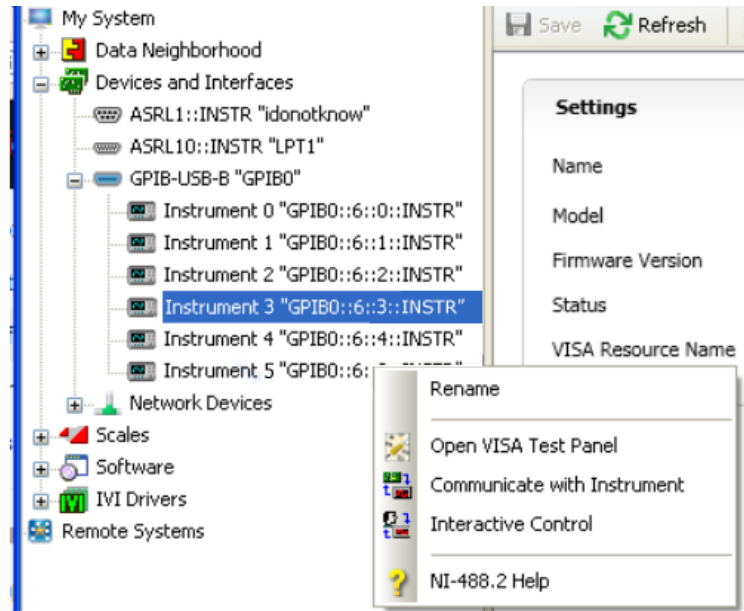 My System
Data Neighborhood
Devices and Interfaces
ASRL1::INSTR "idonotknow"
ASRL10::INSTR "LPT1"
GPIB-USB-B "GPIB0"
Instrument 0 "GPIB0::6::0::INSTR"
Instrument 1 "GPIB0::6::1::INSTR"
Instrument 2 "GPIB0::6::2::INSTR"
Instrument 3 "GPIB0::6::3::INSTR"
Instrument 4 "GPIB0::6::4::INSTR"
Instrument 5 "GPIB0::6:
Network Devices
Scales
Software
IVI Drivers
Remote Systems
Save Refresh
Settings
Name
Model
Firmware Version
Status
VISA Resource Name
Rename
Open VISA Test Panel
Communicate with Instrument
Interactive Control
NI-488.2 Help